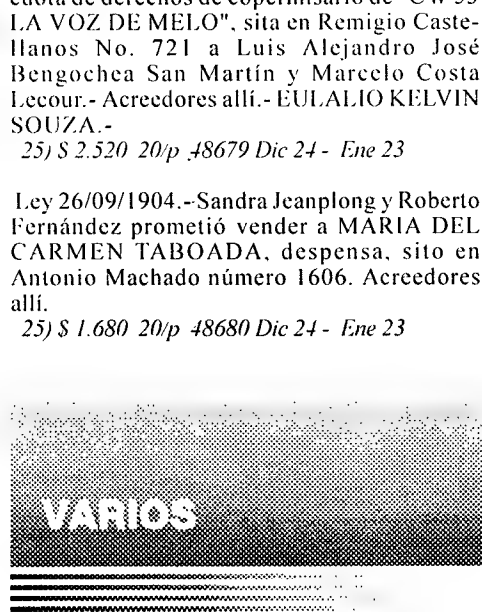 cuota de derechos de copermisario de "CW 53
LA VOZ DE MELO", sita en Remigio Caste-
llanos No. 721 a Luis Alejandro José
Bengochea San Martín y Marcelo Costa
Lecour.- Acreedores allí.- EULALIO KELVIN
SOUZA.-
25) $ 2.520 20/p 48679 Dic 24 - Ene 23
Ley 26/09/1904.--Sandra Jeanplong y Roberto
Fernández prometió vender a MARIA DEL
CARMEN TABOADA, despensa, sito en
Antonio Machado número 1606. Acreedores
allí.
25) $ 1.680 20/p 48680 Dic 24 - Ene 23
VARIOS